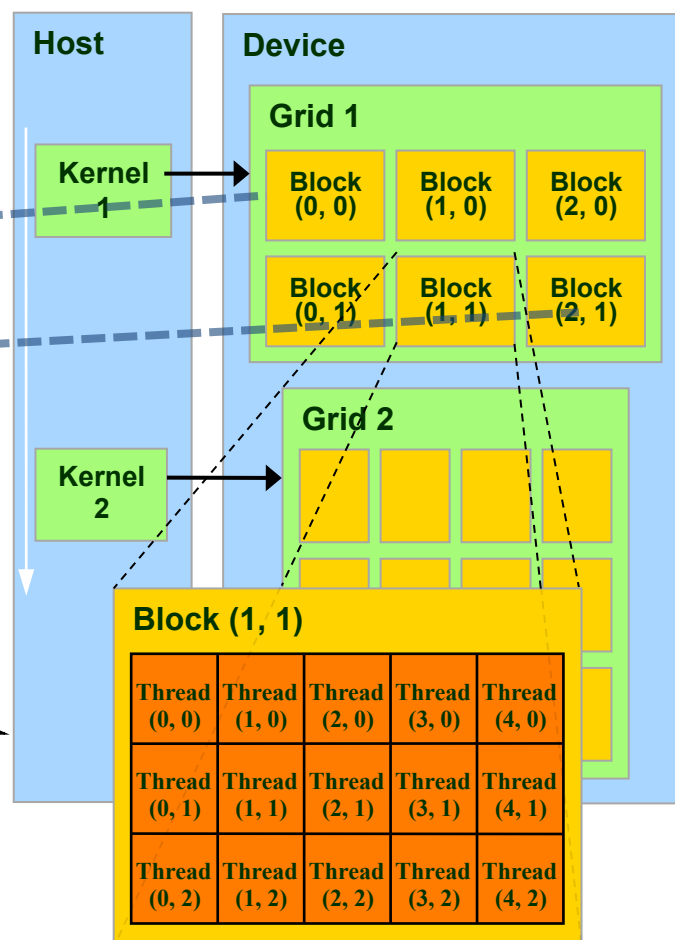 Host
Device
Grid 1
Kernel
1
Block
(0, 0)
Block
(1, 0)
Block
(2, 0)
Block
(0, 1)
Block
(1, 1)
Block
(2, 1)
Grid 2
Kernel
2
Block (1, 1)
Thread
(0, 0)
Thread
(1, 0)
Thread
(2, 0)
Thread
(3, 0)
Thread
(4, 0)
Thread
(0, 1)
Thread
(1, 1)
Thread
(2, 1)
Thread
(3, 1)
Thread
(4, 1)
Thread
(0, 2)
Thread
(1, 2)
Thread
(2, 2)
Thread
(3, 2)
Thread
(4, 2)